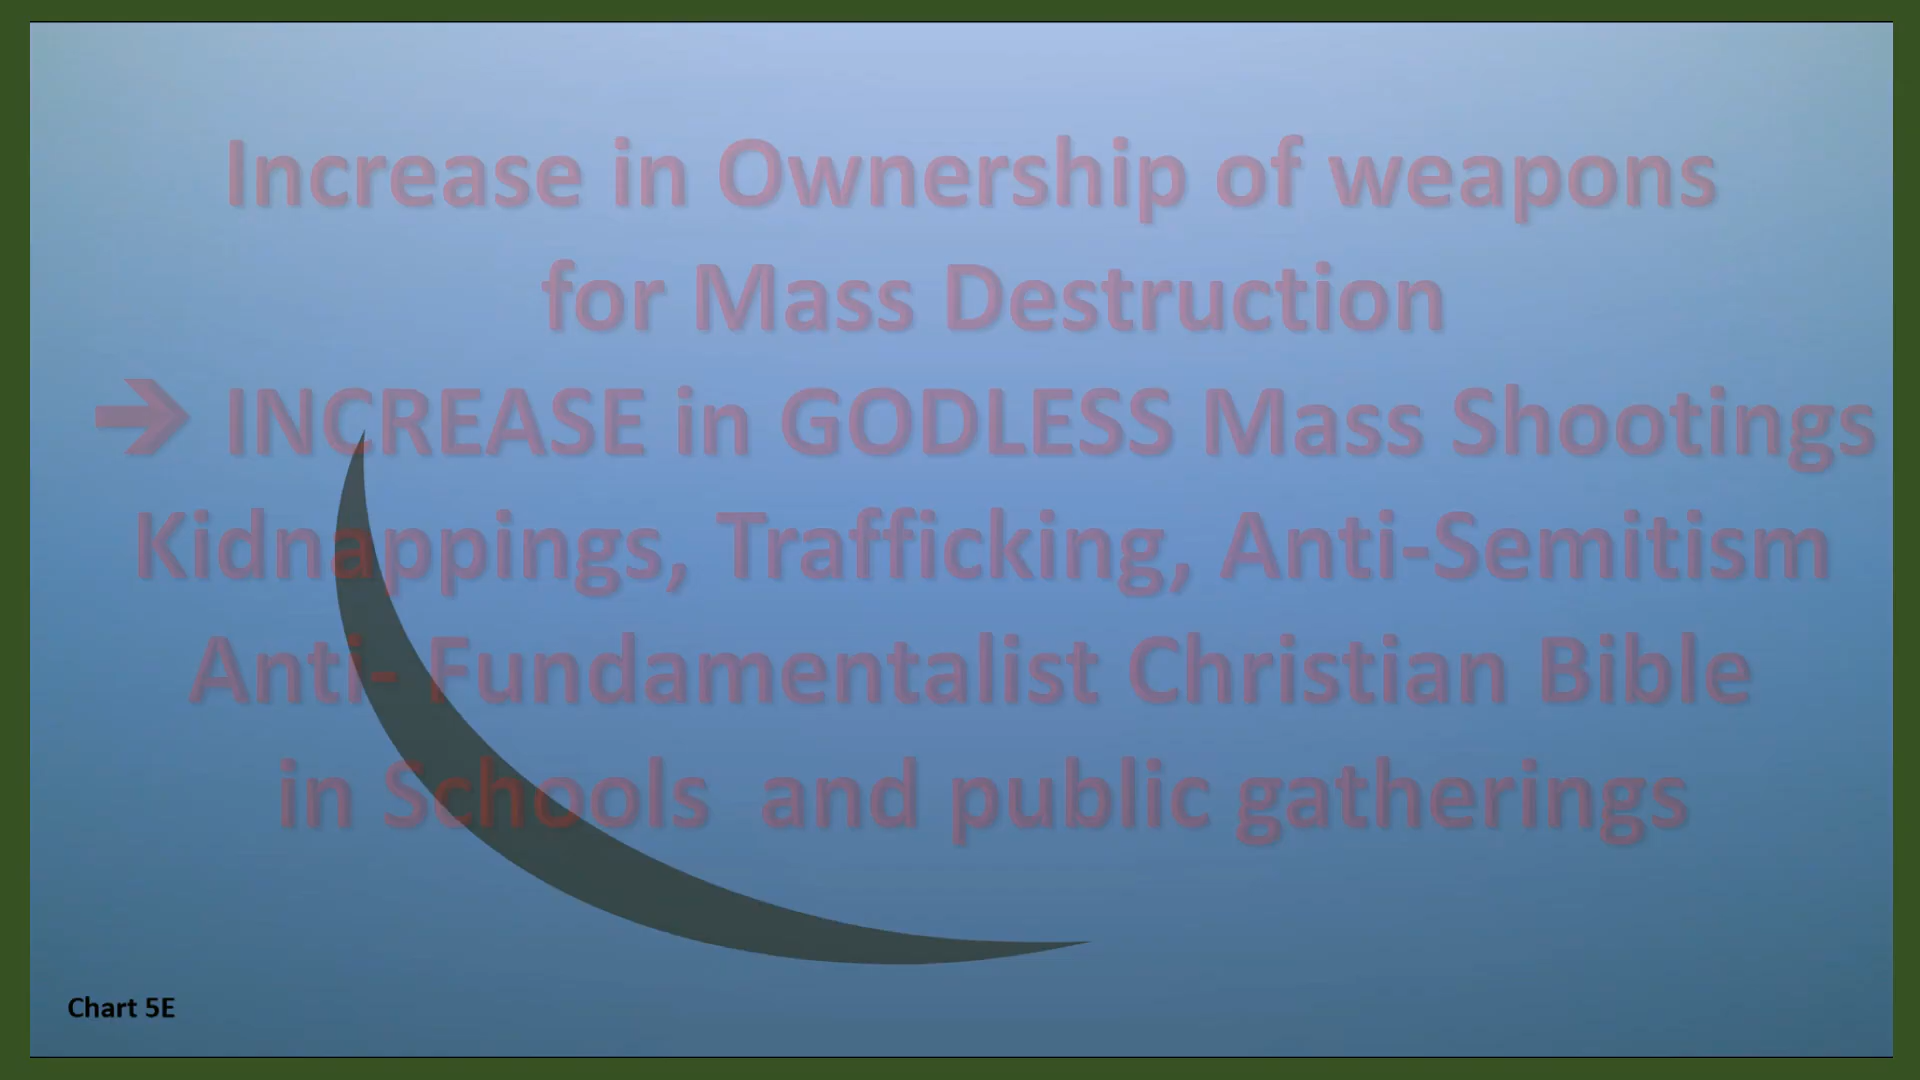 Increase in Ownership of weapons
for Mass Destruction
🡺 INCREASE in GODLESS Mass Shootings
Kidnappings, Trafficking, Anti-Semitism
Anti- Fundamentalist Christian Bible
in Schools  and public gatherings
Chart 5E